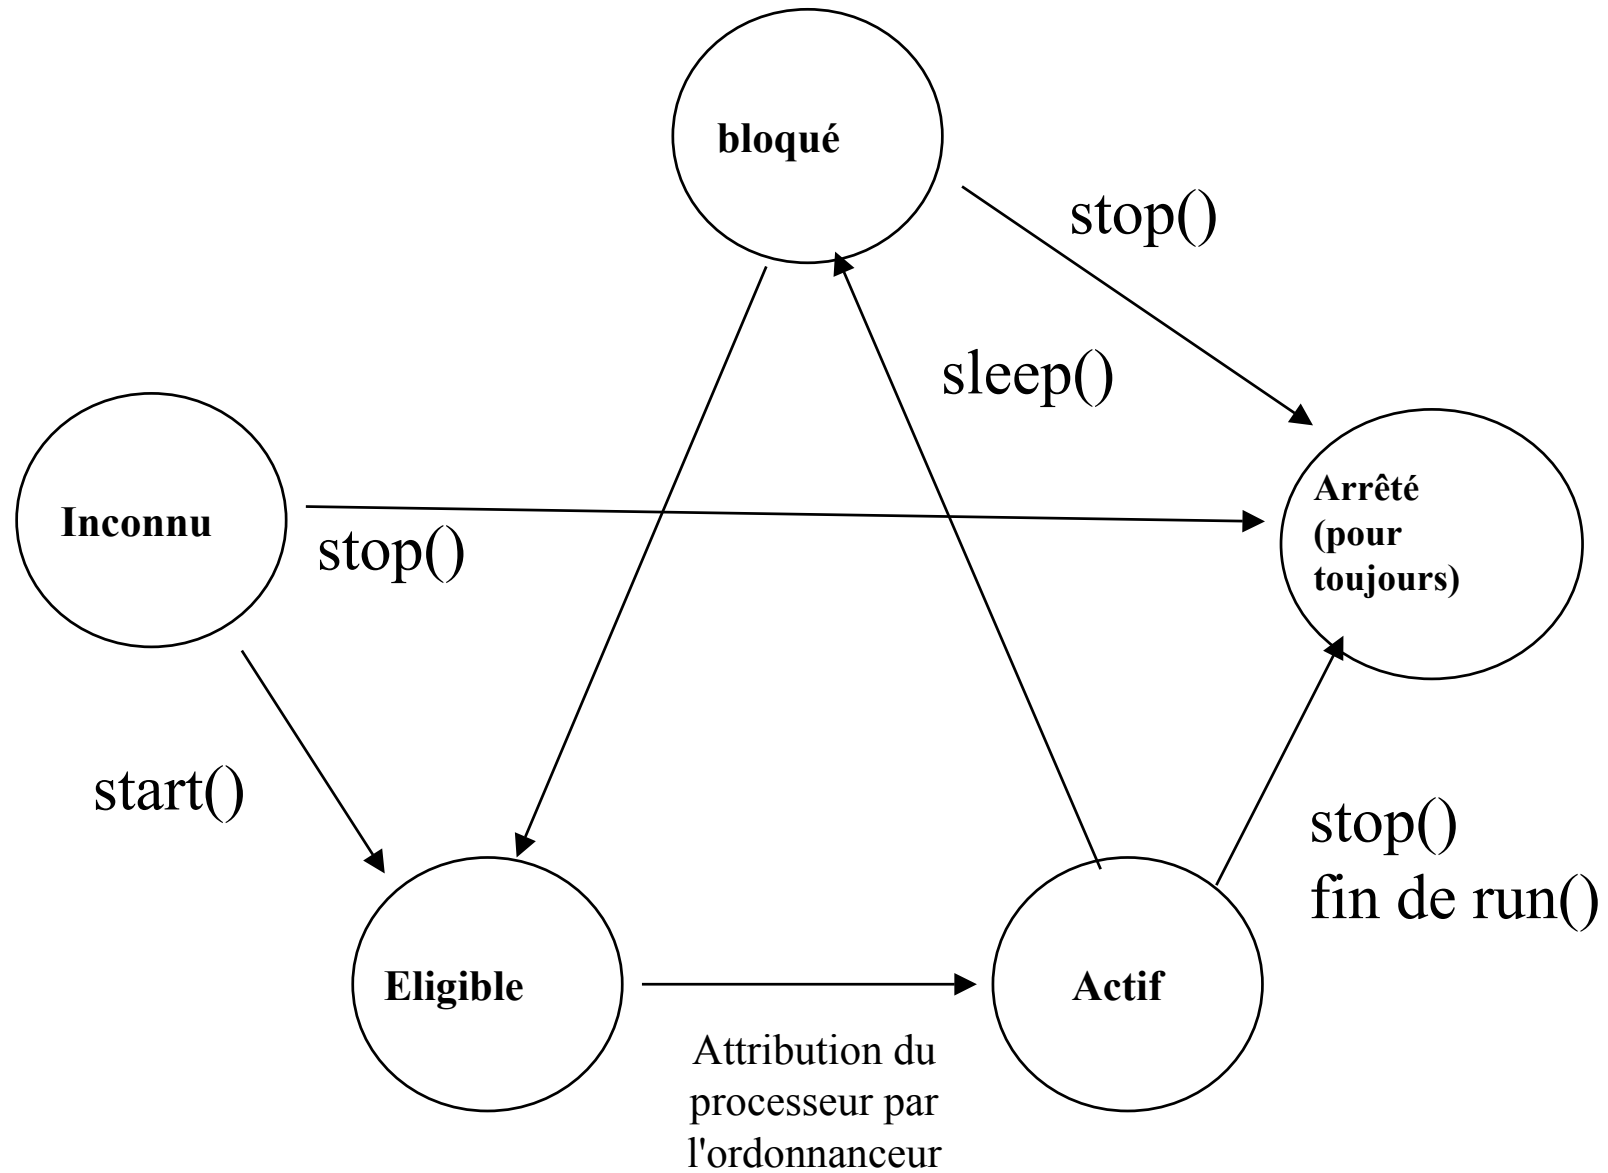 bloqué
stop()
sleep()
Inconnu
stop()
Arrêté
(pour
toujours)
start()
stop()
fin de run()
Eligible
Actif
Attribution du
processeur par
l'ordonnanceur